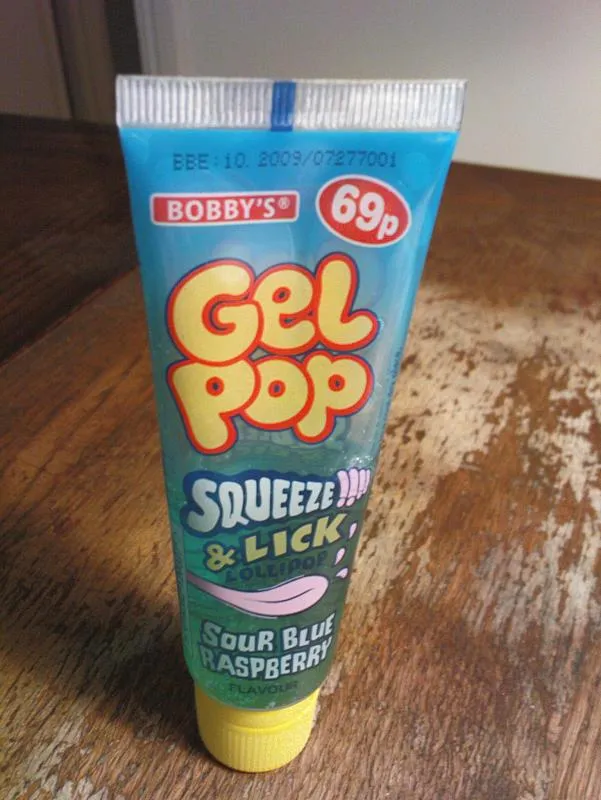 BBE:10. 2009/07277001
BOBBY'S®
69p
GEL
POP
SQUEEZE!!!!
& LICK
LOLLIPOP
SOUR BLUE
RASPBERRY
FLAVOUR